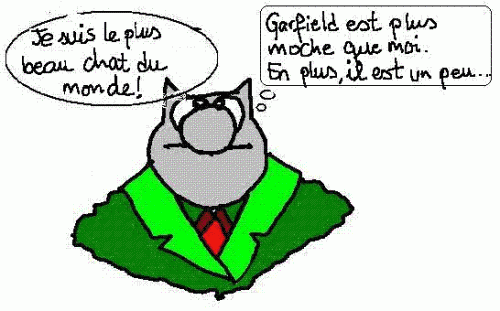 Je suis le plus
beau chat du
monde!
Garfield est plus
moche que moi.
En plus, il est un peu...